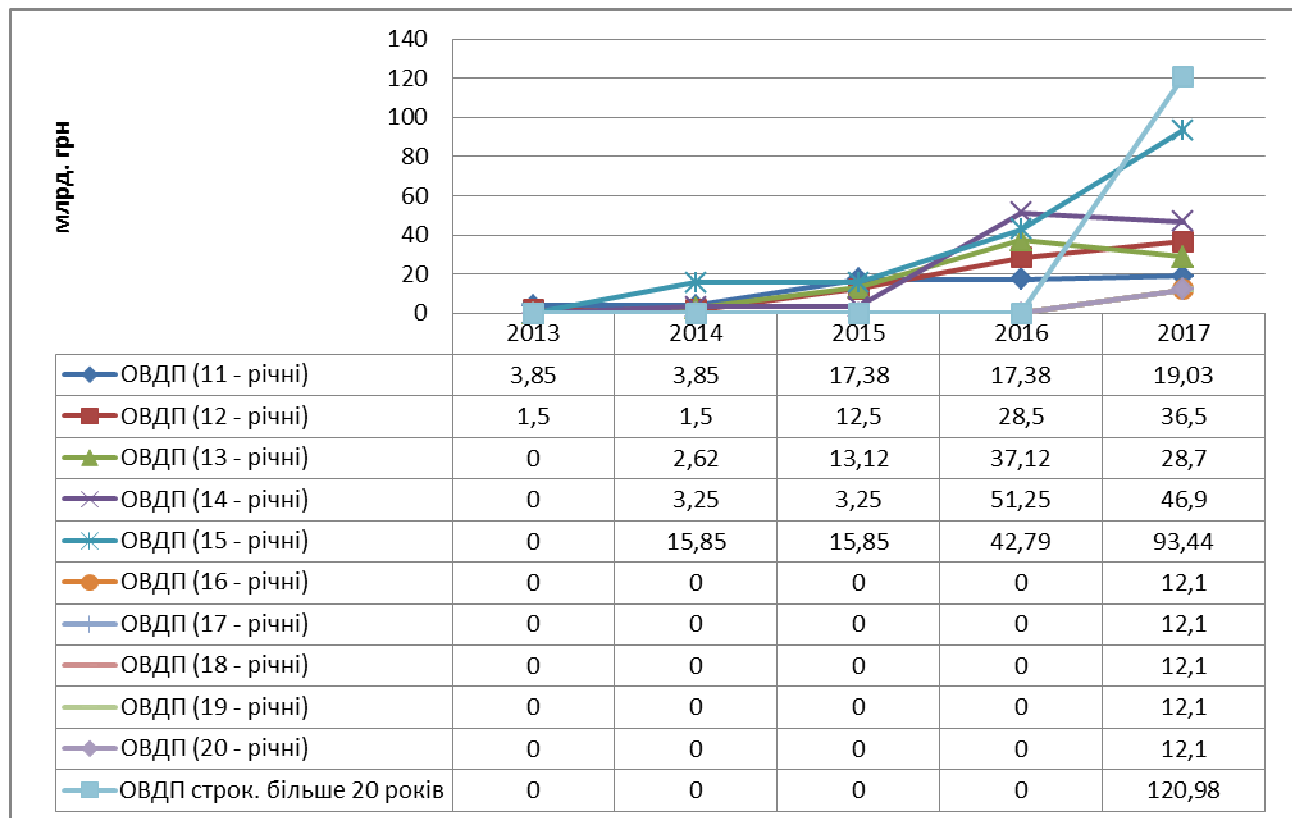 140
120
100
80
60
40
20
0
млрд. грн
2013 2014 2015 2016 2017
ОВДП (11 - річні) 3,85 3,85 17,38 17,38 19,03
ОВДП (12 - річні) 1,5 1,5 12,5 28,5 36,5
ОВДП (13 - річні) 0 2,62 13,12 37,12 28,7
ОВДП (14 - річні) 0 3,25 3,25 51,25 46,9
ОВДП (15 - річні) 0 15,85 15,85 42,79 93,44
ОВДП (16 - річні) 0 0 0 0 12,1
ОВДП (17 - річні) 0 0 0 0 12,1
ОВДП (18 - річні) 0 0 0 0 12,1
ОВДП (19 - річні) 0 0 0 0 12,1
ОВДП (20 - річні) 0 0 0 0 12,1
ОВДП строк. більше 20 років 0 0 0 0 120,98